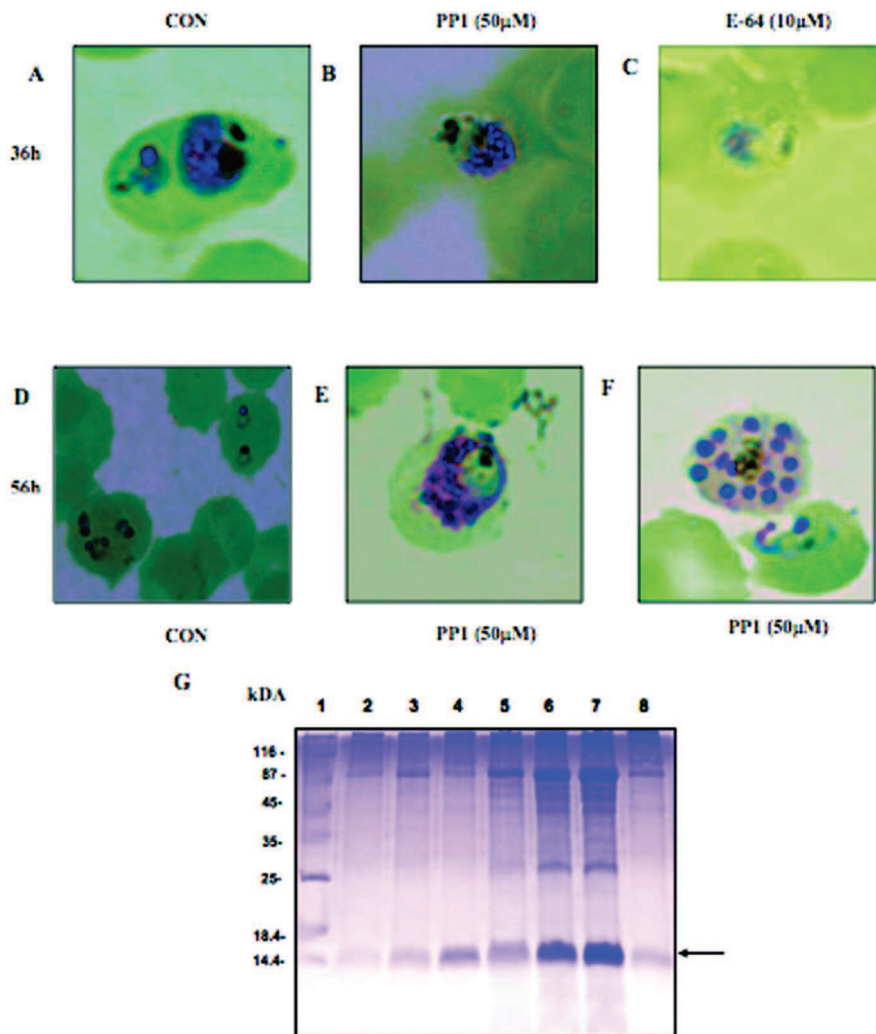 CON PP1 (50μM) E-64 (10μM)
A B C
36h
D E F
56h
CON PP1 (50μM) PP1 (50μM)
G
kDA 1 2 3 4 5 6 7 8
116 -
87 -
45-
35-
25-
18.4-
14.4-